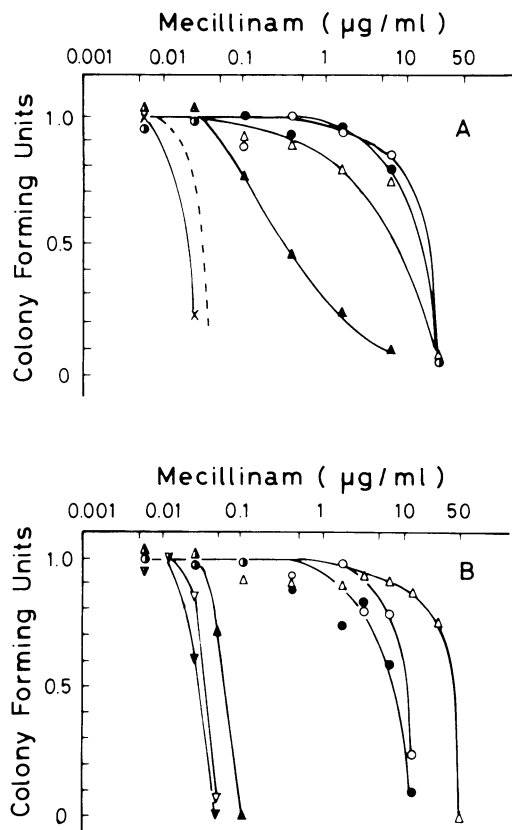 Mecillinam ( µg/ml )
0.001 0.01 0.1 1 10 50
A
Colony Forming Units
1.0
0.5
0
Mecillinam ( µg/ml )
0.001 0.01 0.1 1 10 50
B
Colony Forming Units
1.0
0.5
0